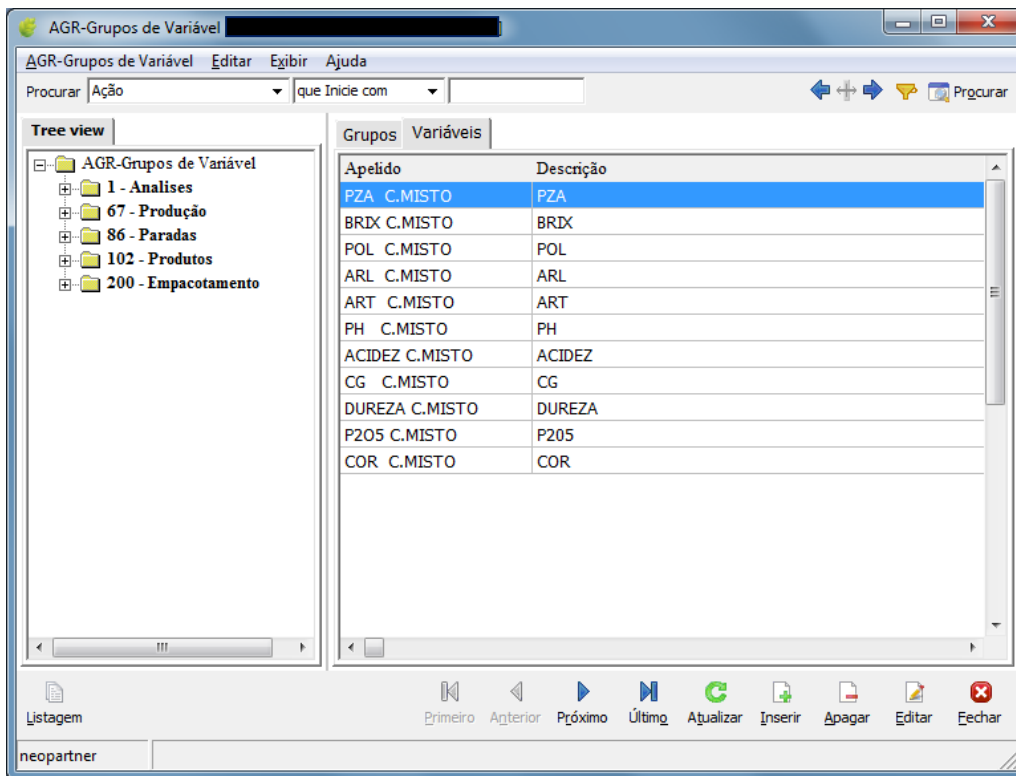 AGR-Grupos de Variável
AGR-Grupos de Variável Editar Exibir Ajuda
Procurar Ação que Inicie com Procurar
Tree view
AGR-Grupos de Variável
1 - Analises
67 - Produção
86 - Paradas
102 - Produtos
200 - Empacotamento
Grupos Variáveis
Apelido Descrição
PZA C.MISTO PZA
BRIX C.MISTO BRIX
POL C.MISTO POL
ARL C.MISTO ARL
ART C.MISTO ART
PH C.MISTO PH
ACIDEZ C.MISTO ACIDEZ
CG C.MISTO CG
DUREZA C.MISTO DUREZA
P2O5 C.MISTO P205
COR C.MISTO COR
Listagem Primeiro Anterior Próximo Último Atualizar Inserir Apagar Editar Fechar
neopartner